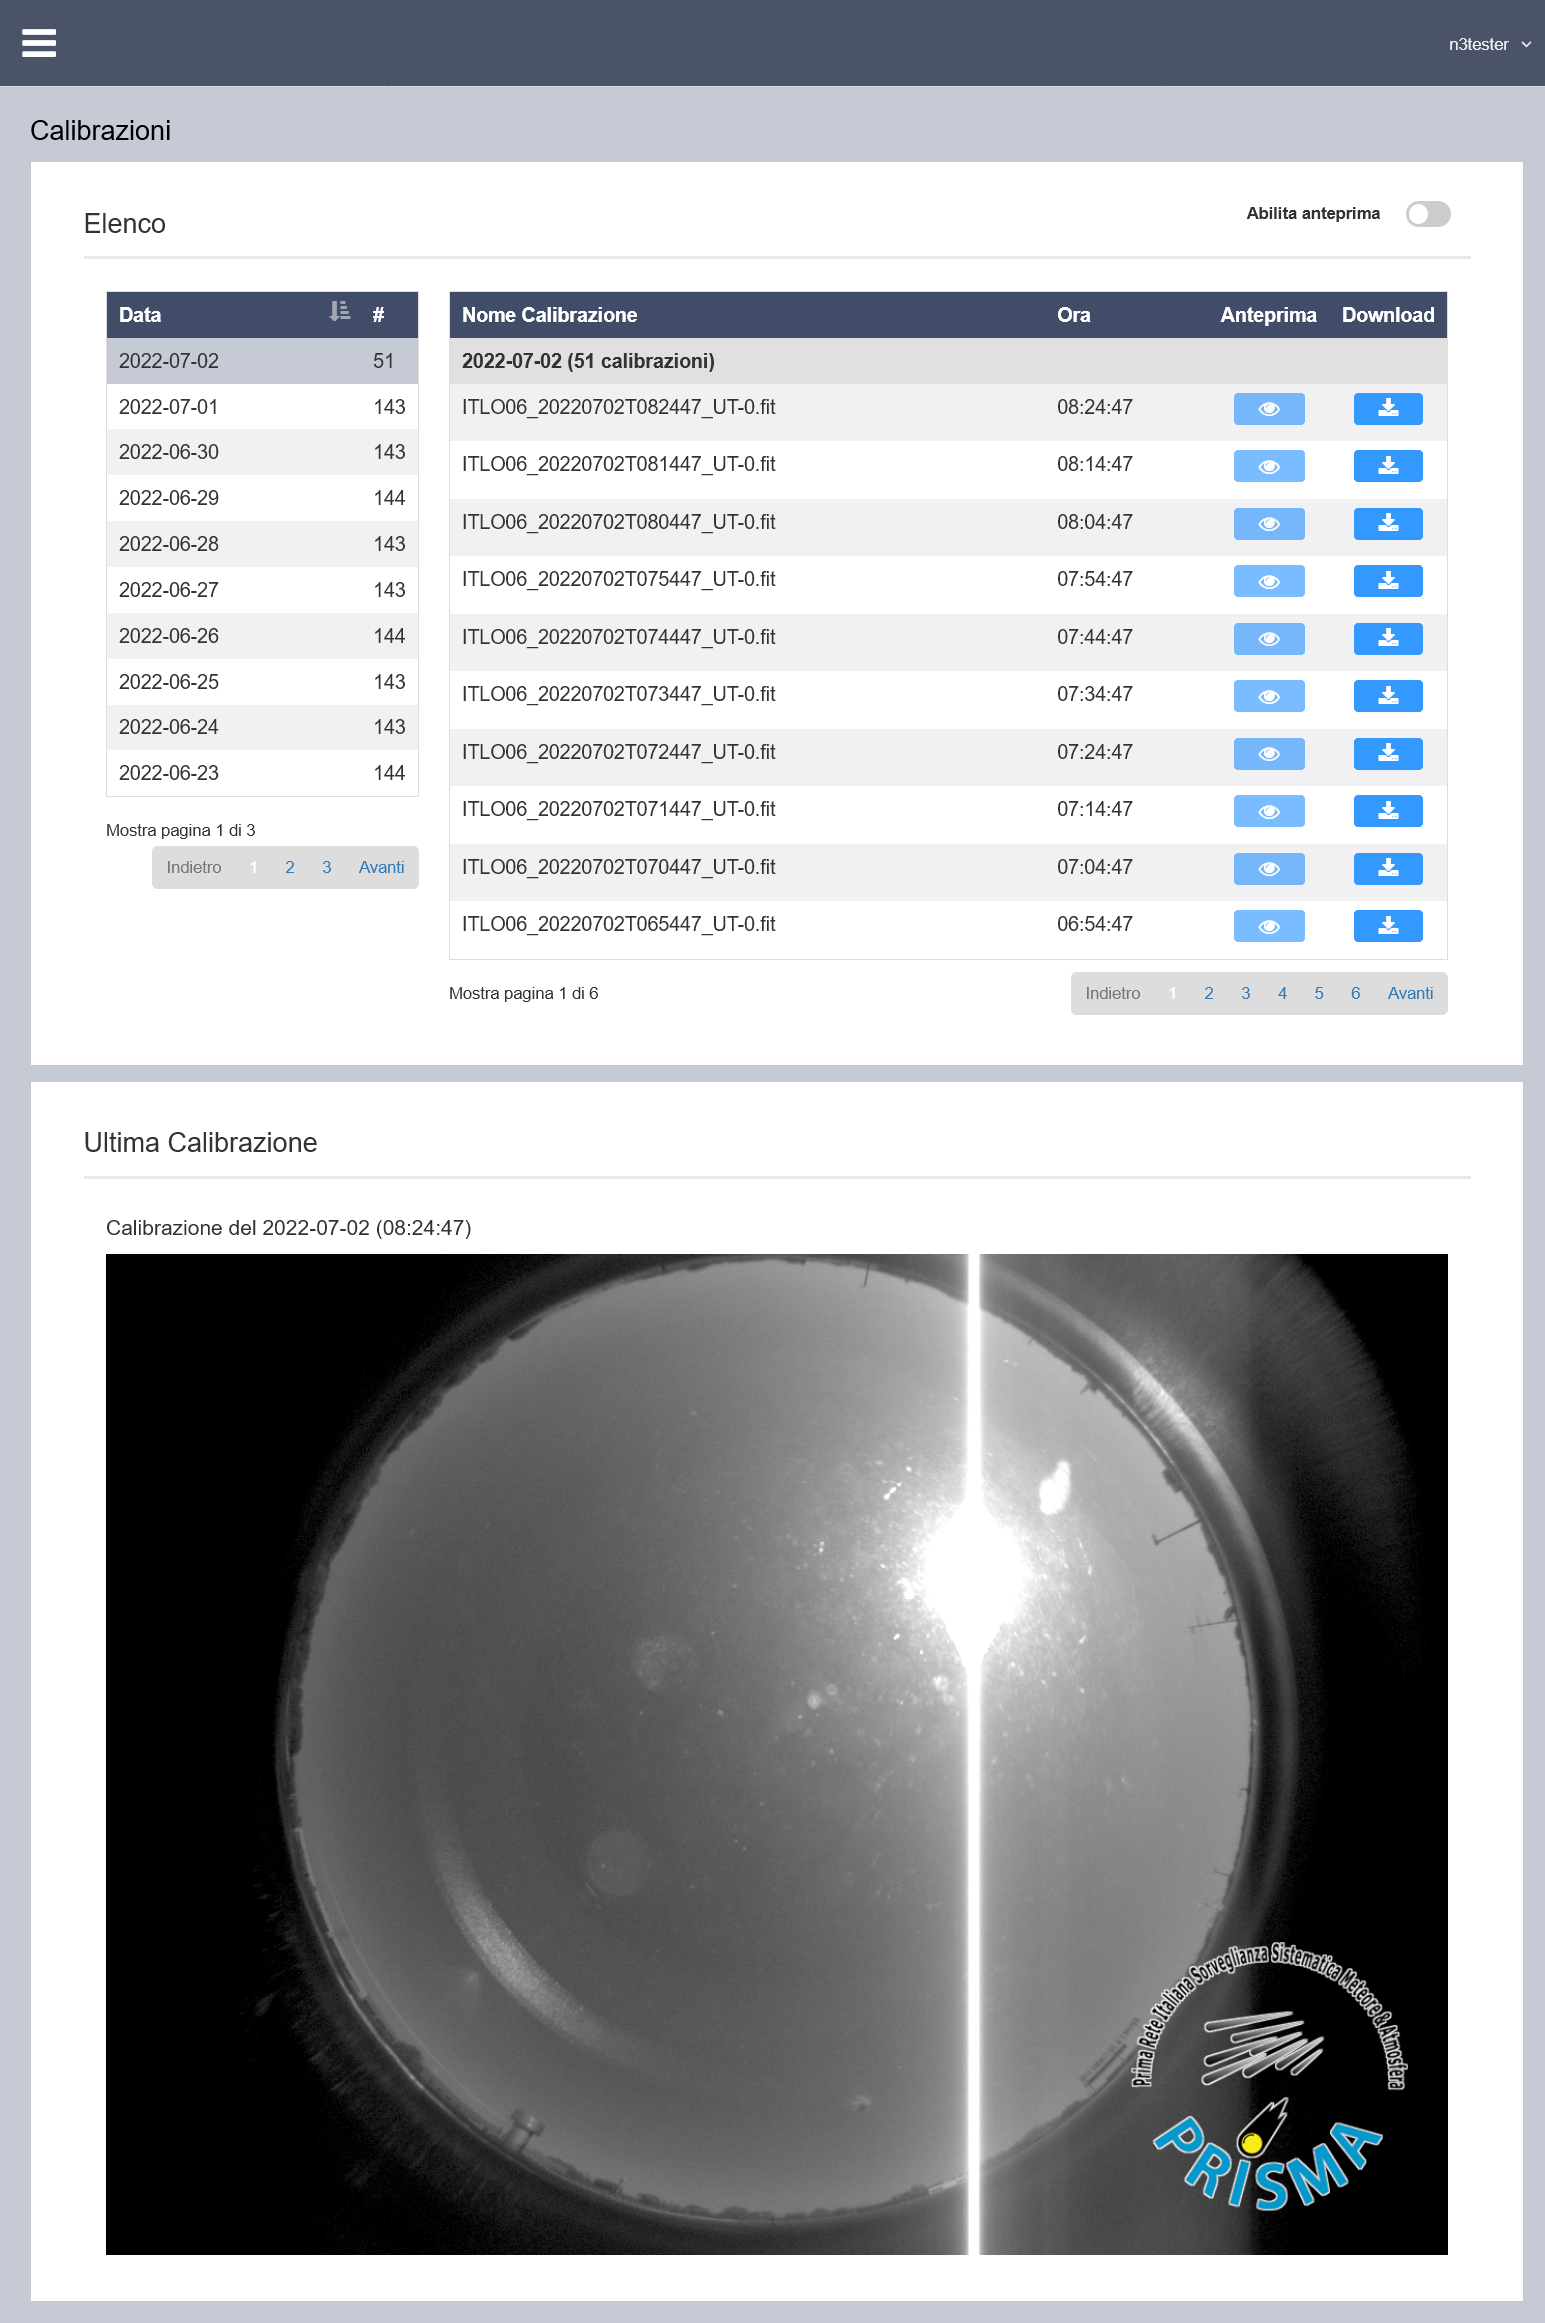 n3tester
Calibrazioni
Elenco
Abilita anteprima
Data #
2022-07-02 51
2022-07-01 143
2022-06-30 143
2022-06-29 144
2022-06-28 143
2022-06-27 143
2022-06-26 144
2022-06-25 143
2022-06-24 143
2022-06-23 144
Mostra pagina 1 di 3
Indietro 1 2 3 Avanti
Nome Calibrazione Ora Anteprima Download
2022-07-02 (51 calibrazioni)
ITLO06_20220702T082447_UT-0.fit 08:24:47
ITLO06_20220702T081447_UT-0.fit 08:14:47
ITLO06_20220702T080447_UT-0.fit 08:04:47
ITLO06_20220702T075447_UT-0.fit 07:54:47
ITLO06_20220702T074447_UT-0.fit 07:44:47
ITLO06_20220702T073447_UT-0.fit 07:34:47
ITLO06_20220702T072447_UT-0.fit 07:24:47
ITLO06_20220702T071447_UT-0.fit 07:14:47
ITLO06_20220702T070447_UT-0.fit 07:04:47
ITLO06_20220702T065447_UT-0.fit 06:54:47
Mostra pagina 1 di 6
Indietro 1 2 3 4 5 6 Avanti
Ultima Calibrazione
Calibrazione del 2022-07-02 (08:24:47)
Prima Rete Italiana Sorveglianza Sistematica Meteore & Atmosfera
PRISMA